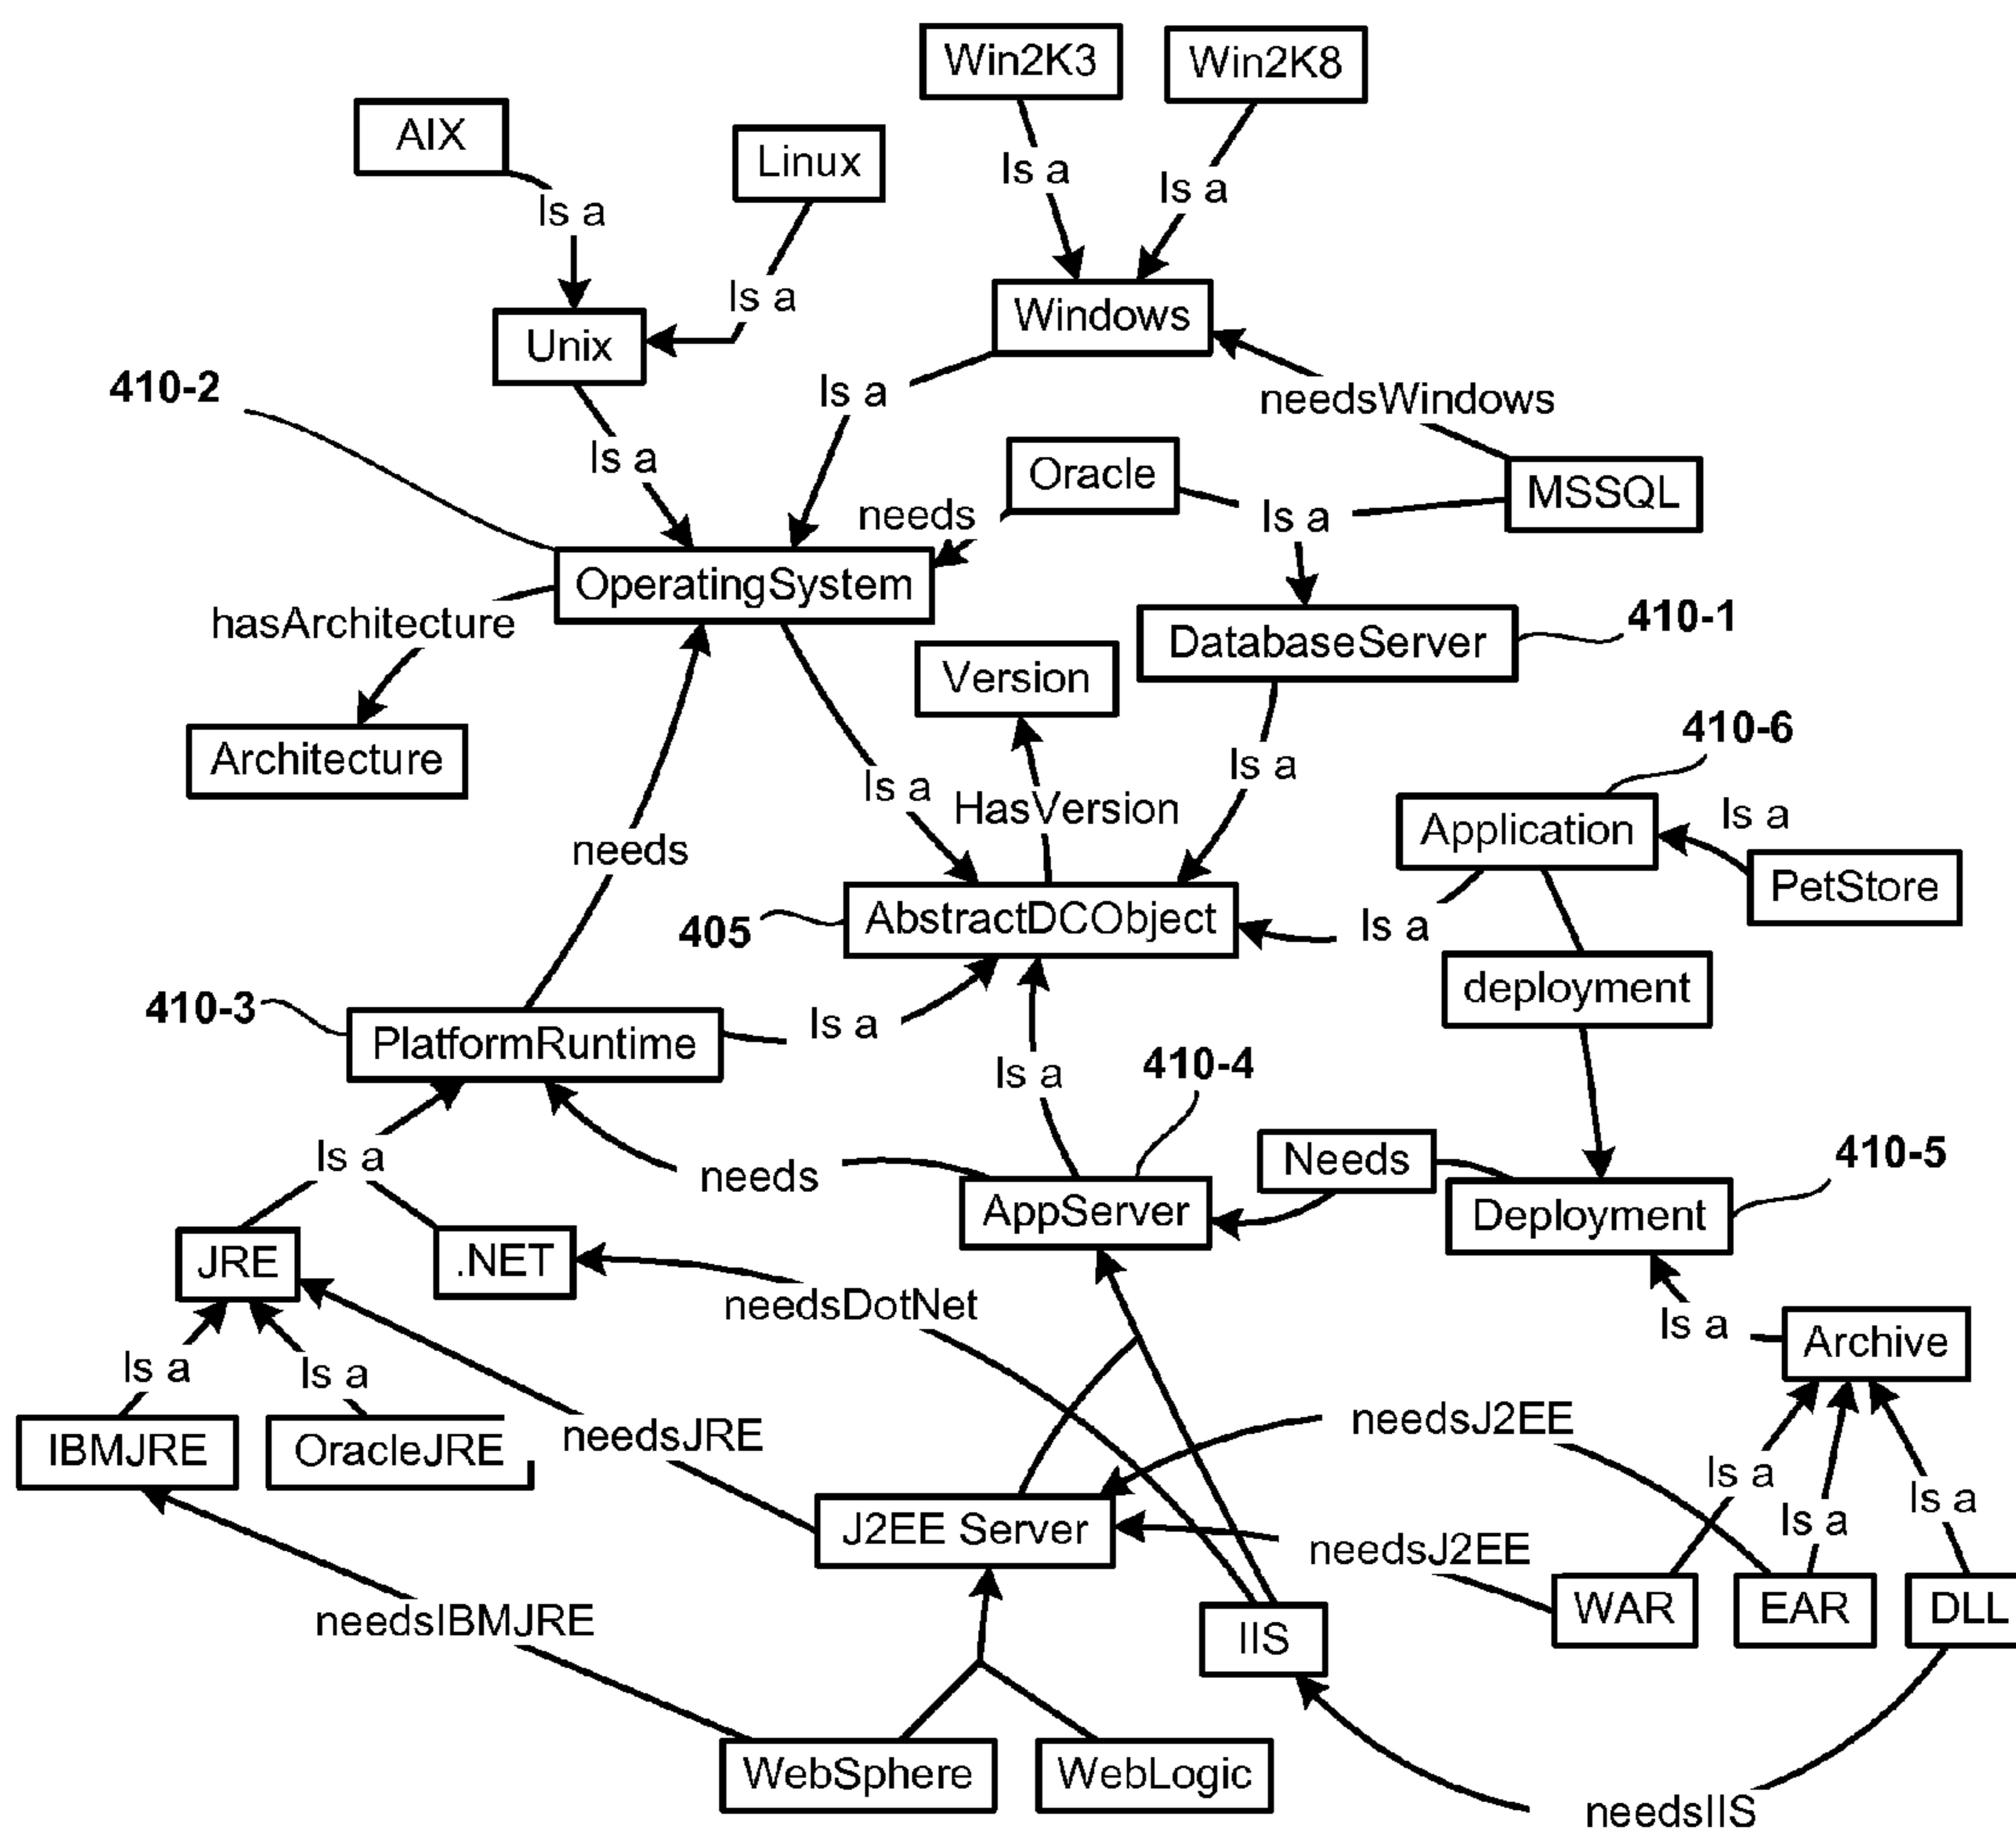 Win2K3
Win2K8
AIX
Linux
Is a
Is a
Is a
Is a
Windows
Unix
410-2
Is a
needsWindows
Is a
Oracle
MSSQL
needs
Is a
OperatingSystem
hasArchitecture
DatabaseServer
410-1
Version
Architecture
410-6
Is a
Is a
HasVersion
Application
Is a
needs
PetStore
405
AbstractDCObject
Is a
deployment
410-3
PlatformRuntime
Is a
Is a
410-4
Is a
needs
Needs
410-5
AppServer
Deployment
JRE
.NET
needsDotNet
Is a
Archive
Is a
Is a
IBMJRE
OracleJRE
needsJRE
needsJ2EE
Is a
Is a
Is a
J2EE Server
needsJ2EE
WAR
EAR
DLL
needsIBMJRE
IIS
WebSphere
WebLogic
needsIIS